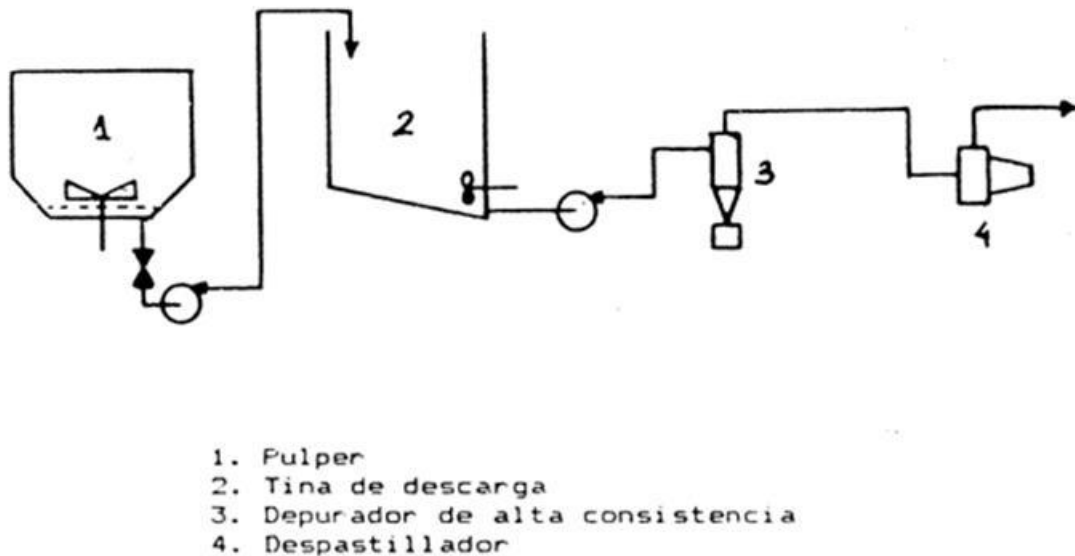 1
2
3
4
1. Pulper
2. Tina de descarga
3. Depurador de alta consistencia
4. Despastillador